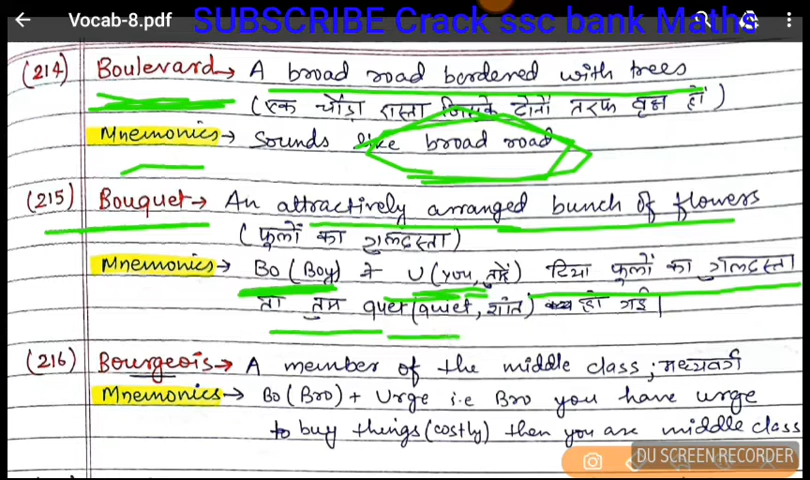 Vocab-8.pdf
SUBSCRIBE Crack ssc bank Maths
(214) Boulevard → A broad road bordered with trees
(एक चौड़ा रास्ता जिसके दोनों तरफ वृक्ष हों)
Mnemonics → Sounds like broad road
(215) Bouquet → An attractively arranged bunch of flowers
(फूलों का गुलदस्ता)
Mnemonics → Bo (Boy) ने U (you, तुम्हें) दिया फूलों का गुलदस्ता
तो तुम quet (quiet, शांत) हो गई।
(216) Bourgeois → A member of the middle class; मध्यवर्ग
Mnemonics → Bo (Bro) + Urge i.e Bro you have urge
to buy things (costly) then you are middle class
DU SCREEN RECORDER